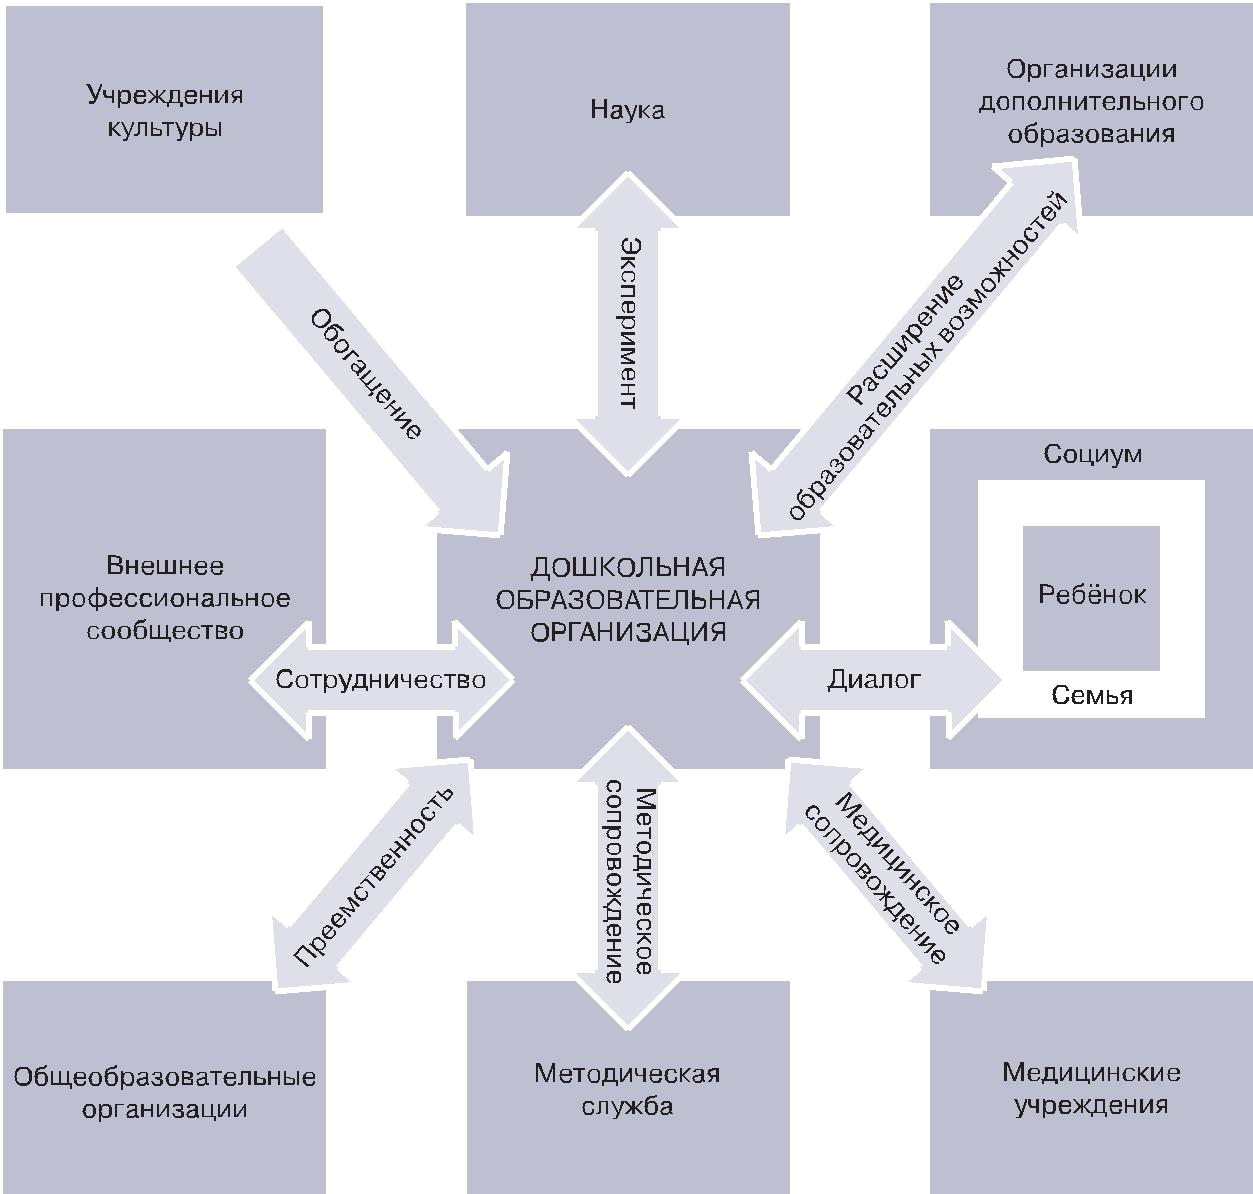 Учреждения
культуры
Наука
Организации
дополнительного
образования
Обогащение
Эксперимент
Расширение
образовательных возможностей
Внешнее
профессиональное
сообщество
ДОШКОЛЬНАЯ
ОБРАЗОВАТЕЛЬНАЯ
ОРГАНИЗАЦИЯ
Социум
Ребёнок
Семья
Сотрудничество
Диалог
Преемственность
Методическое
сопровождение
Медицинское
сопровождение
Общеобразовательные
организации
Методическая
служба
Медицинские
учреждения